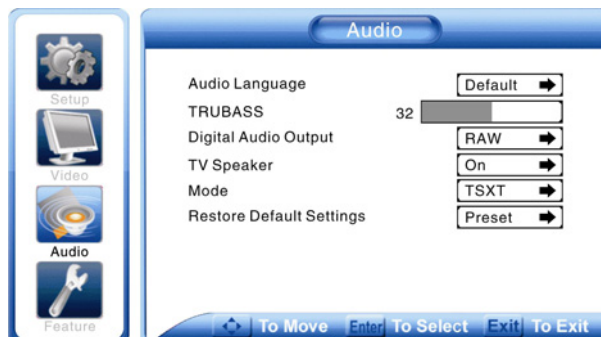 Setup
Video
Audio
Feature
Audio
Audio Language Default
TRUBASS 32
Digital Audio Output RAW
TV Speaker On
Mode TSXT
Restore Default Settings Preset
To Move Enter To Select Exit To Exit